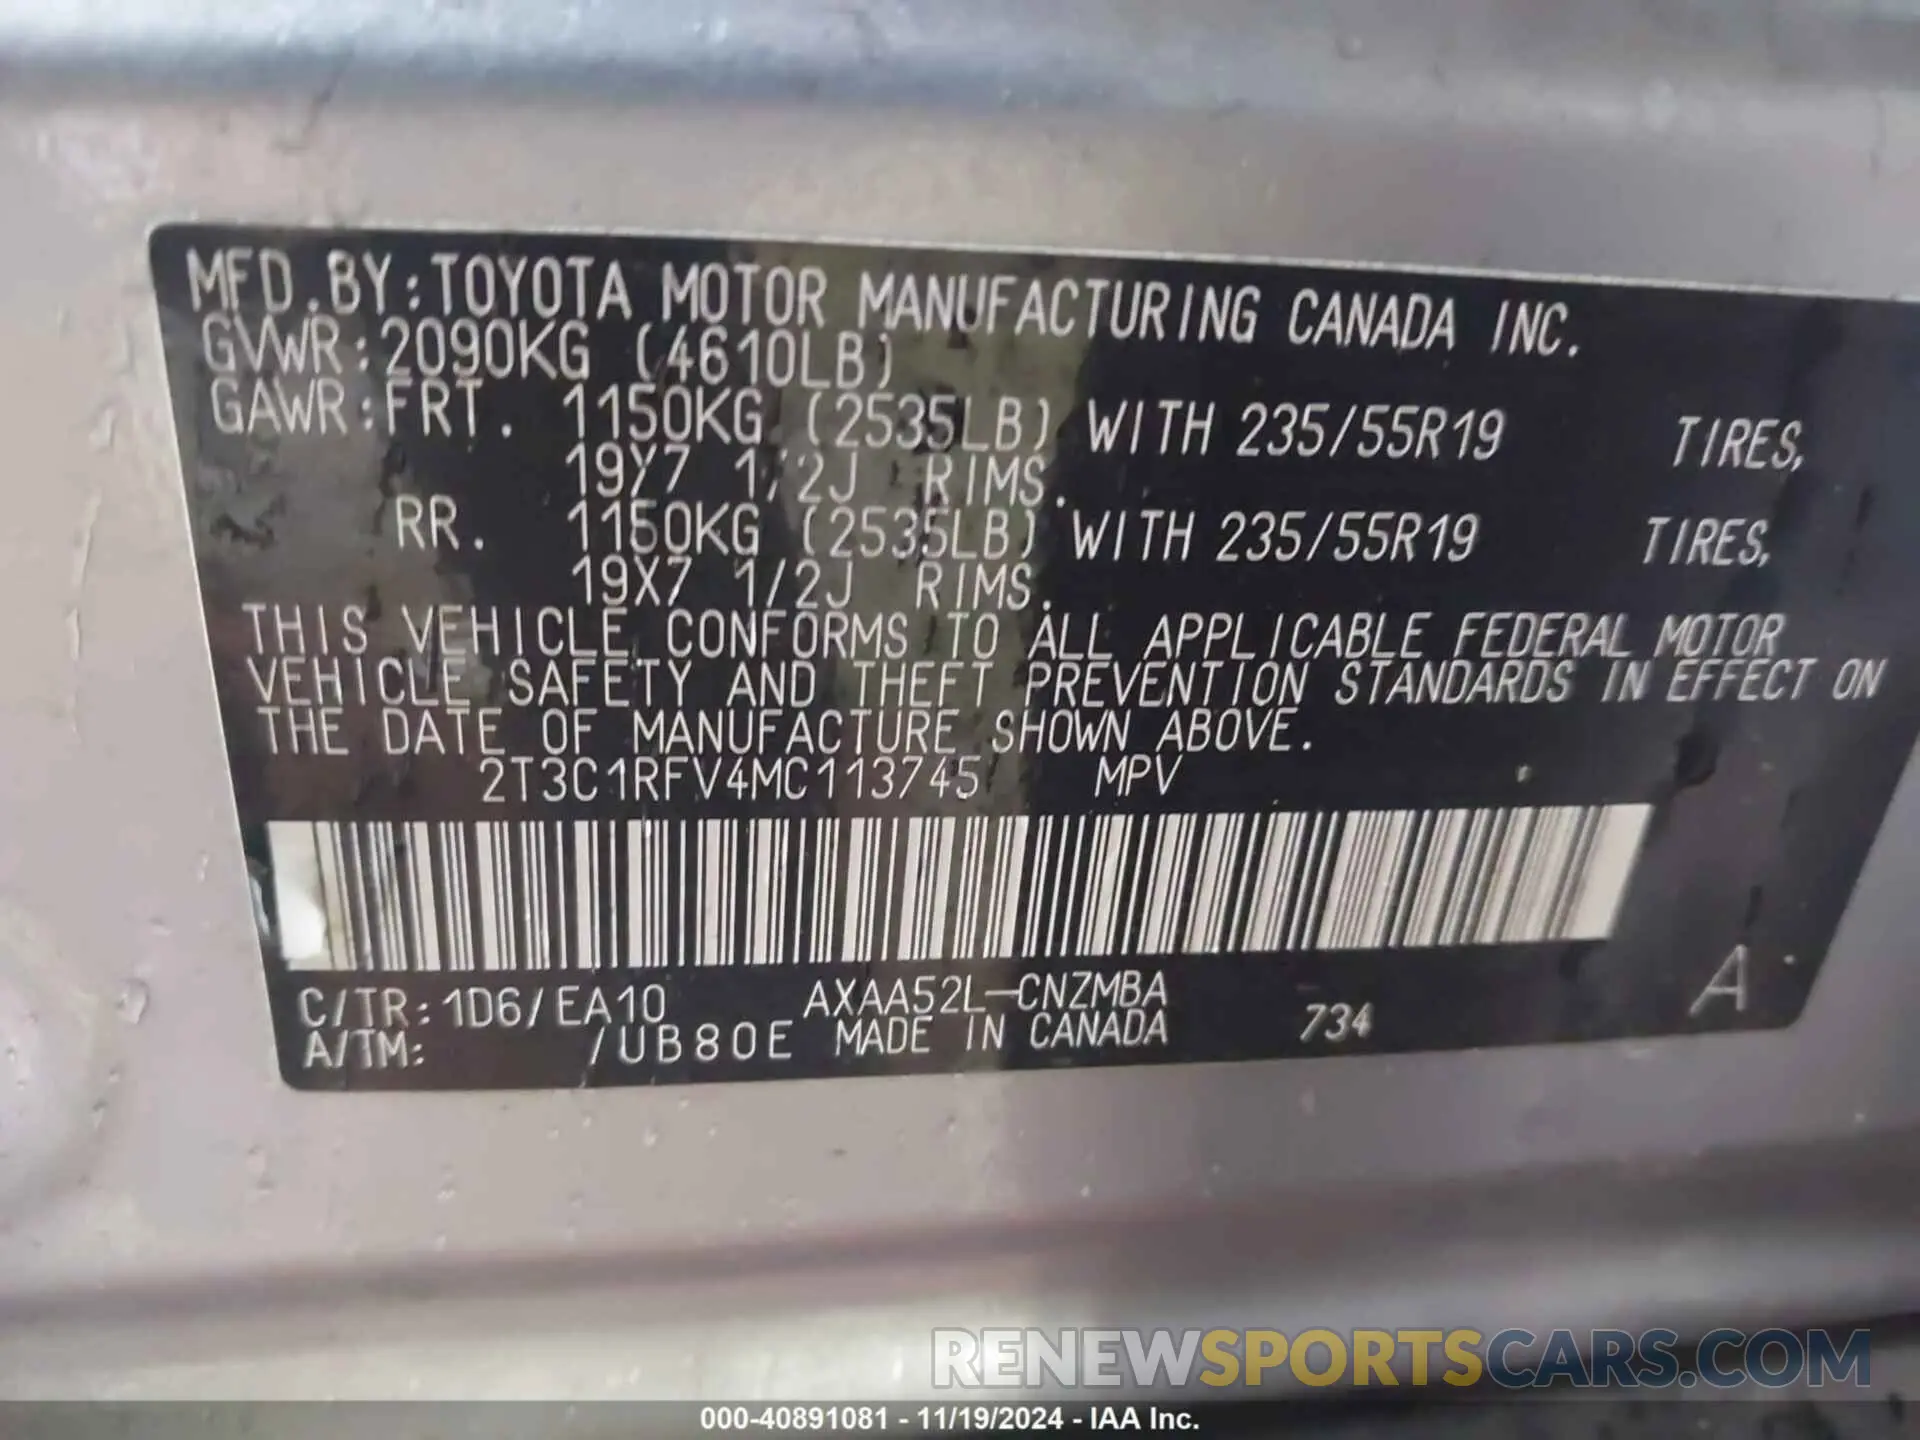 MFD.BY:TOYOTA MOTOR MANUFACTURING CANADA INC.
GVWR:2090KG (4610LB)
GAWR:FRT. 1150KG (2535LB) WITH 235/55R19 TIRES,
19X7 1/2J RIMS.
RR. 1150KG (2535LB) WITH 235/55R19 TIRES,
19X7 1/2J RIMS.
THIS VEHICLE CONFORMS TO ALL APPLICABLE FEDERAL MOTOR
VEHICLE SAFETY AND THEFT PREVENTION STANDARDS IN EFFECT ON
THE DATE OF MANUFACTURE SHOWN ABOVE.
2T3C1RFV4MC113745 MPV
C/TR:1D6/EA10 AXAA52L-CNZMBA
A/TM: /UB80E MADE IN CANADA 734 A
RENEWSPORTSCARS.COM
000-40891081 - 11/19/2024 - IAA Inc.